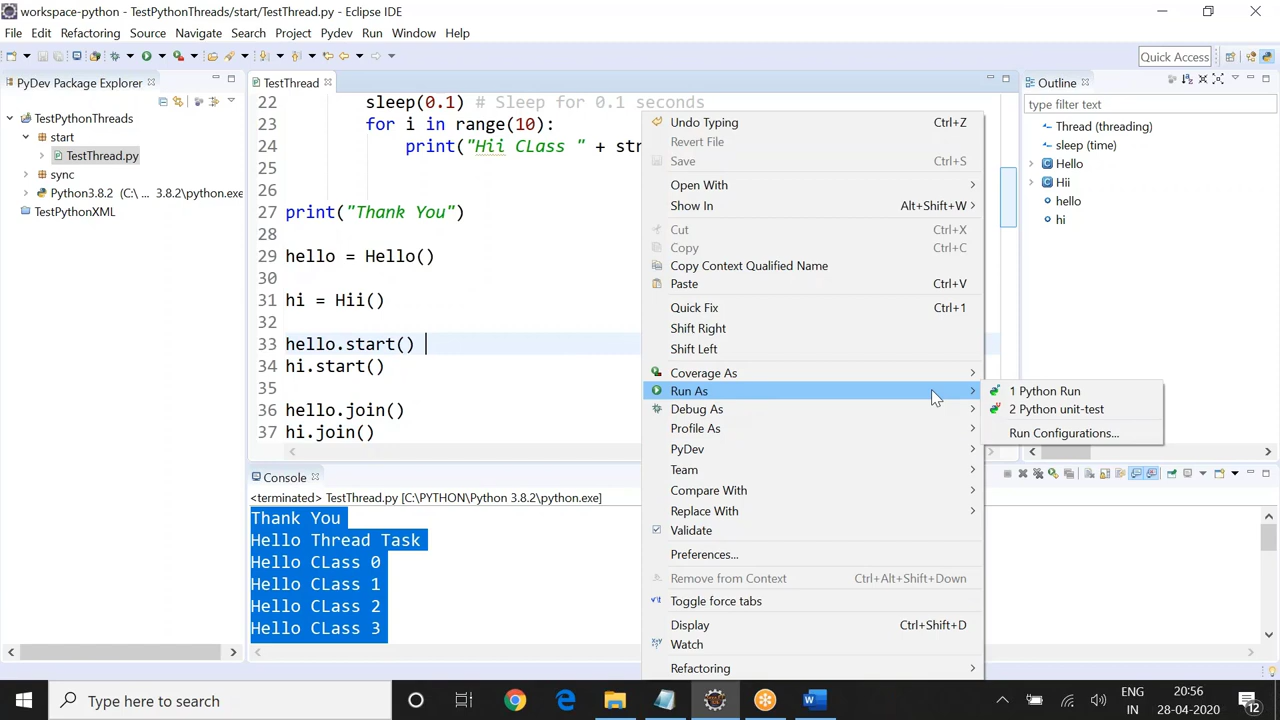 workspace-python - TestPythonThreads/start/TestThread.py - Eclipse IDE
File Edit Refactoring Source Navigate Search Project Pydev Run Window Help
Quick Access
PyDev Package Explorer
TestPythonThreads
start
TestThread.py
sync
Python3.8.2 (C:\ ... 3.8.2\python.exe
TestPythonXML
TestThread
22 sleep(0.1) # Sleep for 0.1 seconds
23 for i in range(10):
24 print("Hii CLass " + str
25
26
27 print("Thank You")
28
29 hello = Hello()
30
31 hi = Hii()
32
33 hello.start()
34 hi.start()
35
36 hello.join()
37 hi.join()
Undo Typing Ctrl+Z
Revert File
Save Ctrl+S
Open With
Show In Alt+Shift+W
Cut Ctrl+X
Copy Ctrl+C
Copy Context Qualified Name
Paste Ctrl+V
Quick Fix Ctrl+1
Shift Right
Shift Left
Coverage As
Run As
Debug As
Profile As
PyDev
Team
Compare With
Replace With
Validate
Preferences...
Remove from Context Ctrl+Alt+Shift+Down
Toggle force tabs
Display Ctrl+Shift+D
Watch
Refactoring
1 Python Run
2 Python unit-test
Run Configurations...
Outline
type filter text
Thread (threading)
sleep (time)
Hello
Hii
hello
hi
Console
<terminated> TestThread.py [C:\PYTHON\Python 3.8.2\python.exe]
Thank You
Hello Thread Task
Hello CLass 0
Hello CLass 1
Hello CLass 2
Hello CLass 3
Type here to search
ENG
IN
20:56
28-04-2020
12